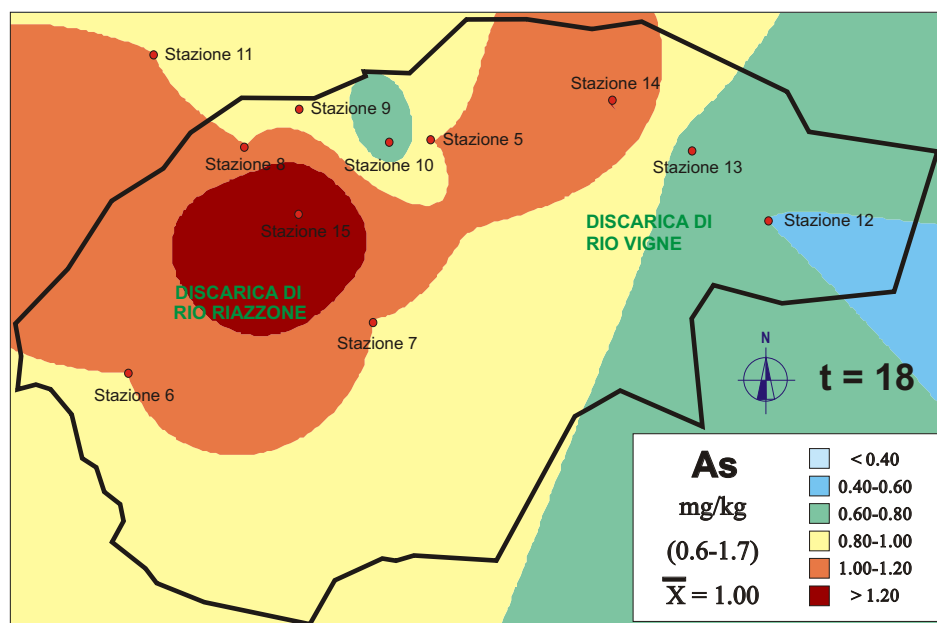 Stazione 11
Stazione 14
Stazione 9
Stazione 5
Stazione 10
Stazione 8
Stazione 13
Stazione 12
Stazione 15
DISCARICA DI
RIO VIGNE
DISCARICA DI
RIO RIAZZONE
Stazione 7
N
t = 18
Stazione 6
As
mg/kg
(0.6-1.7)
X = 1.00
< 0.40
0.40-0.60
0.60-0.80
0.80-1.00
1.00-1.20
> 1.20